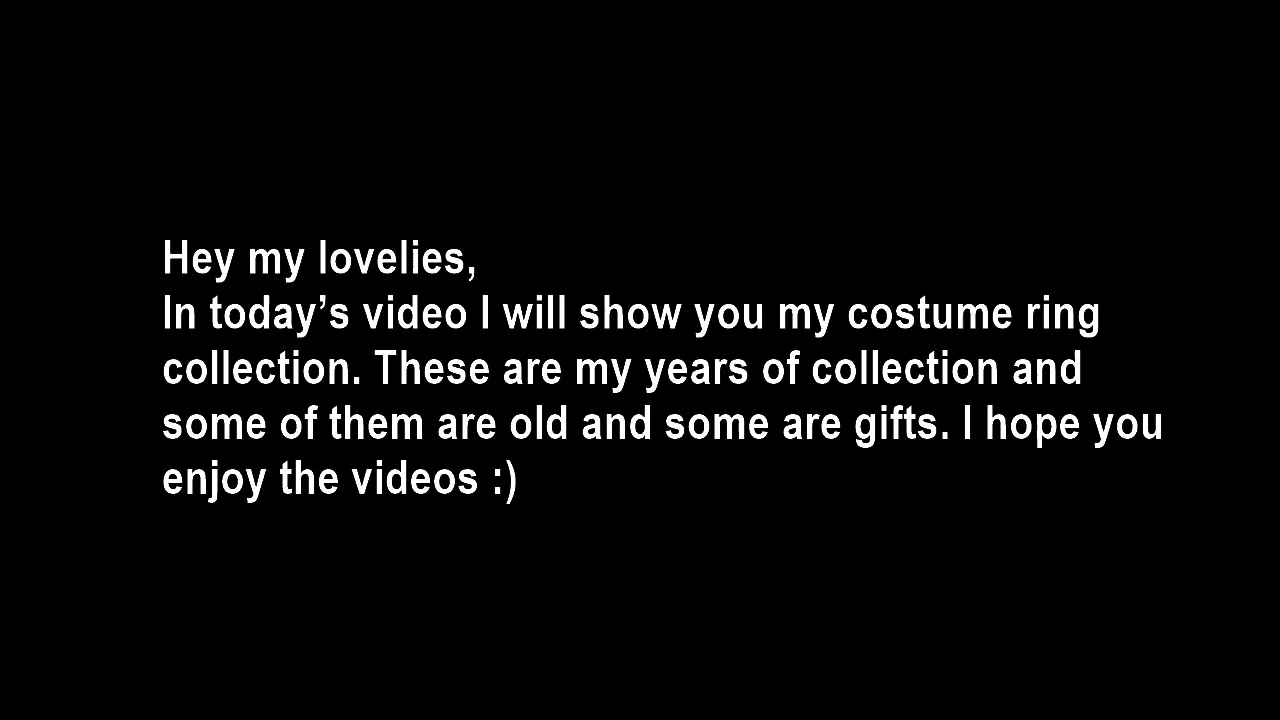 Hey my lovelies,
In today’s video I will show you my costume ring
collection. These are my years of collection and
some of them are old and some are gifts. I hope you
enjoy the videos :)